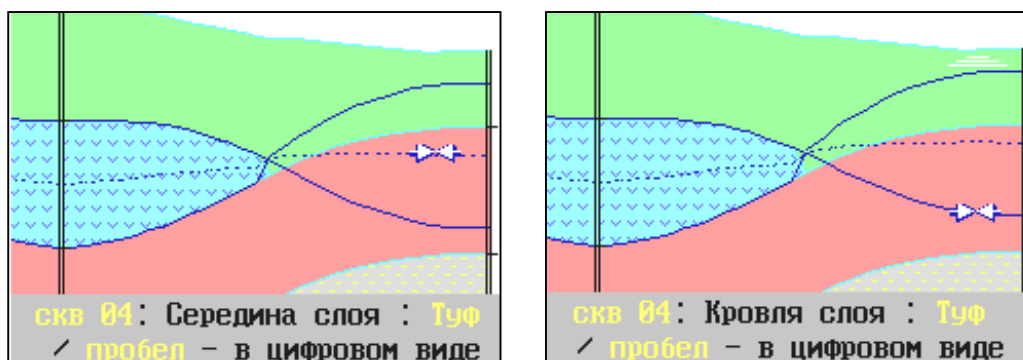 скв 04: Середина слоя : Туф
/ пробел - в цифровом виде
скв 04: Кровля слоя : Туф
/ пробел - в цифровом виде